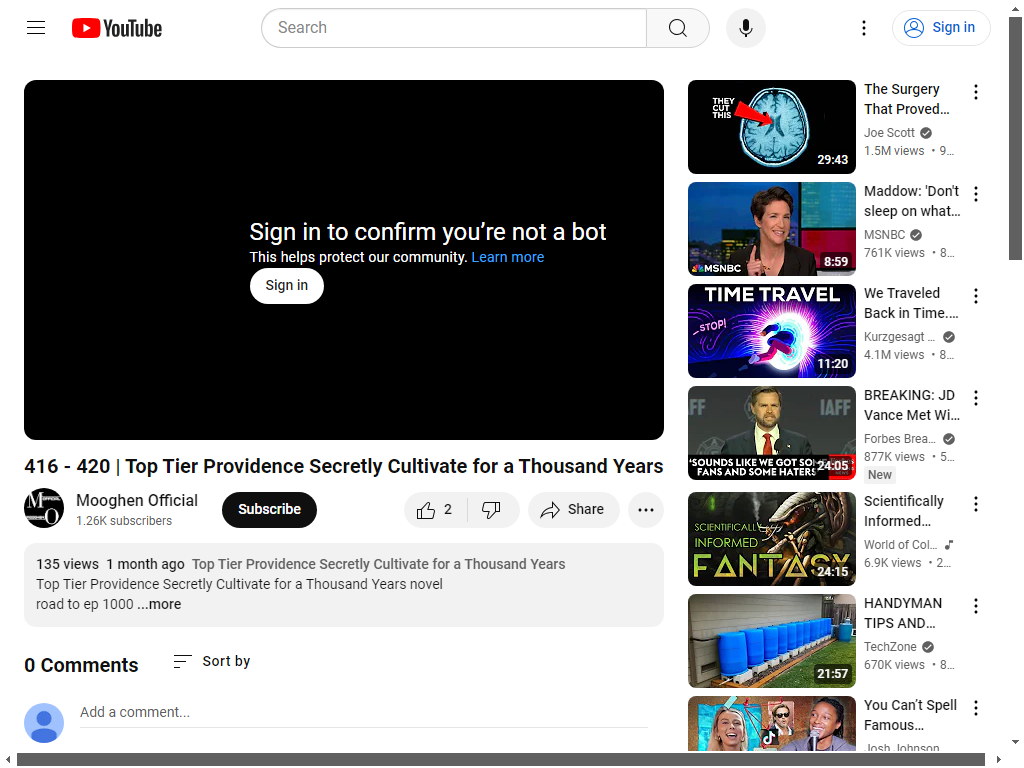 YouTube
Search
Sign in
Sign in to confirm you're not a bot
This helps protect our community. Learn more
Sign in
416 - 420 | Top Tier Providence Secretly Cultivate for a Thousand Years
Mooghen Official
1.26K subscribers
Subscribe
2
Share
135 views 1 month ago Top Tier Providence Secretly Cultivate for a Thousand Years
Top Tier Providence Secretly Cultivate for a Thousand Years novel
road to ep 1000 ...more
0 Comments
Sort by
Add a comment...
THEY
CUT
THIS
29:43
The Surgery
That Proved…
Joe Scott
1.5M views • 9…
MSNBC
8:59
Maddow: 'Don't
sleep on what…
MSNBC
761K views • 8…
TIME TRAVEL
STOP!
11:20
We Traveled
Back in Time.…
Kurzgesagt …
4.1M views • 8…
IAFF
'SOUNDS LIKE WE GOT SOME
FANS AND SOME HATERS'
24:05
BREAKING: JD
Vance Met Wi…
Forbes Brea…
877K views • 5…
New
SCIENTIFICALLY
INFORMED
FANTASY
24:15
Scientifically
Informed…
World of Col…
6.9K views • 2…
21:57
HANDYMAN
TIPS AND…
TechZone
670K views • 8…
You Can't Spell
Famous…
Josh Johnson